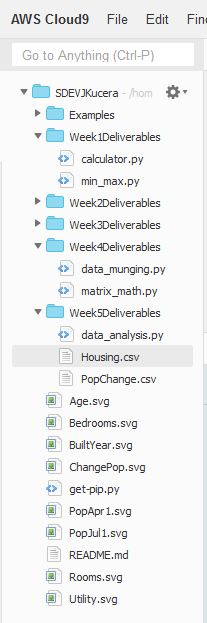 AWS Cloud9 File Edit Fin
Go to Anything (Ctrl-P)
SDEVJKucera - /hom
Examples
Week1Deliverables
calculator.py
min_max.py
Week2Deliverables
Week3Deliverables
Week4Deliverables
data_munging.py
matrix_math.py
Week5Deliverables
data_analysis.py
Housing.csv
PopChange.csv
Age.svg
Bedrooms.svg
BuiltYear.svg
ChangePop.svg
get-pip.py
PopApr1.svg
PopJul1.svg
README.md
Rooms.svg
Utility.svg